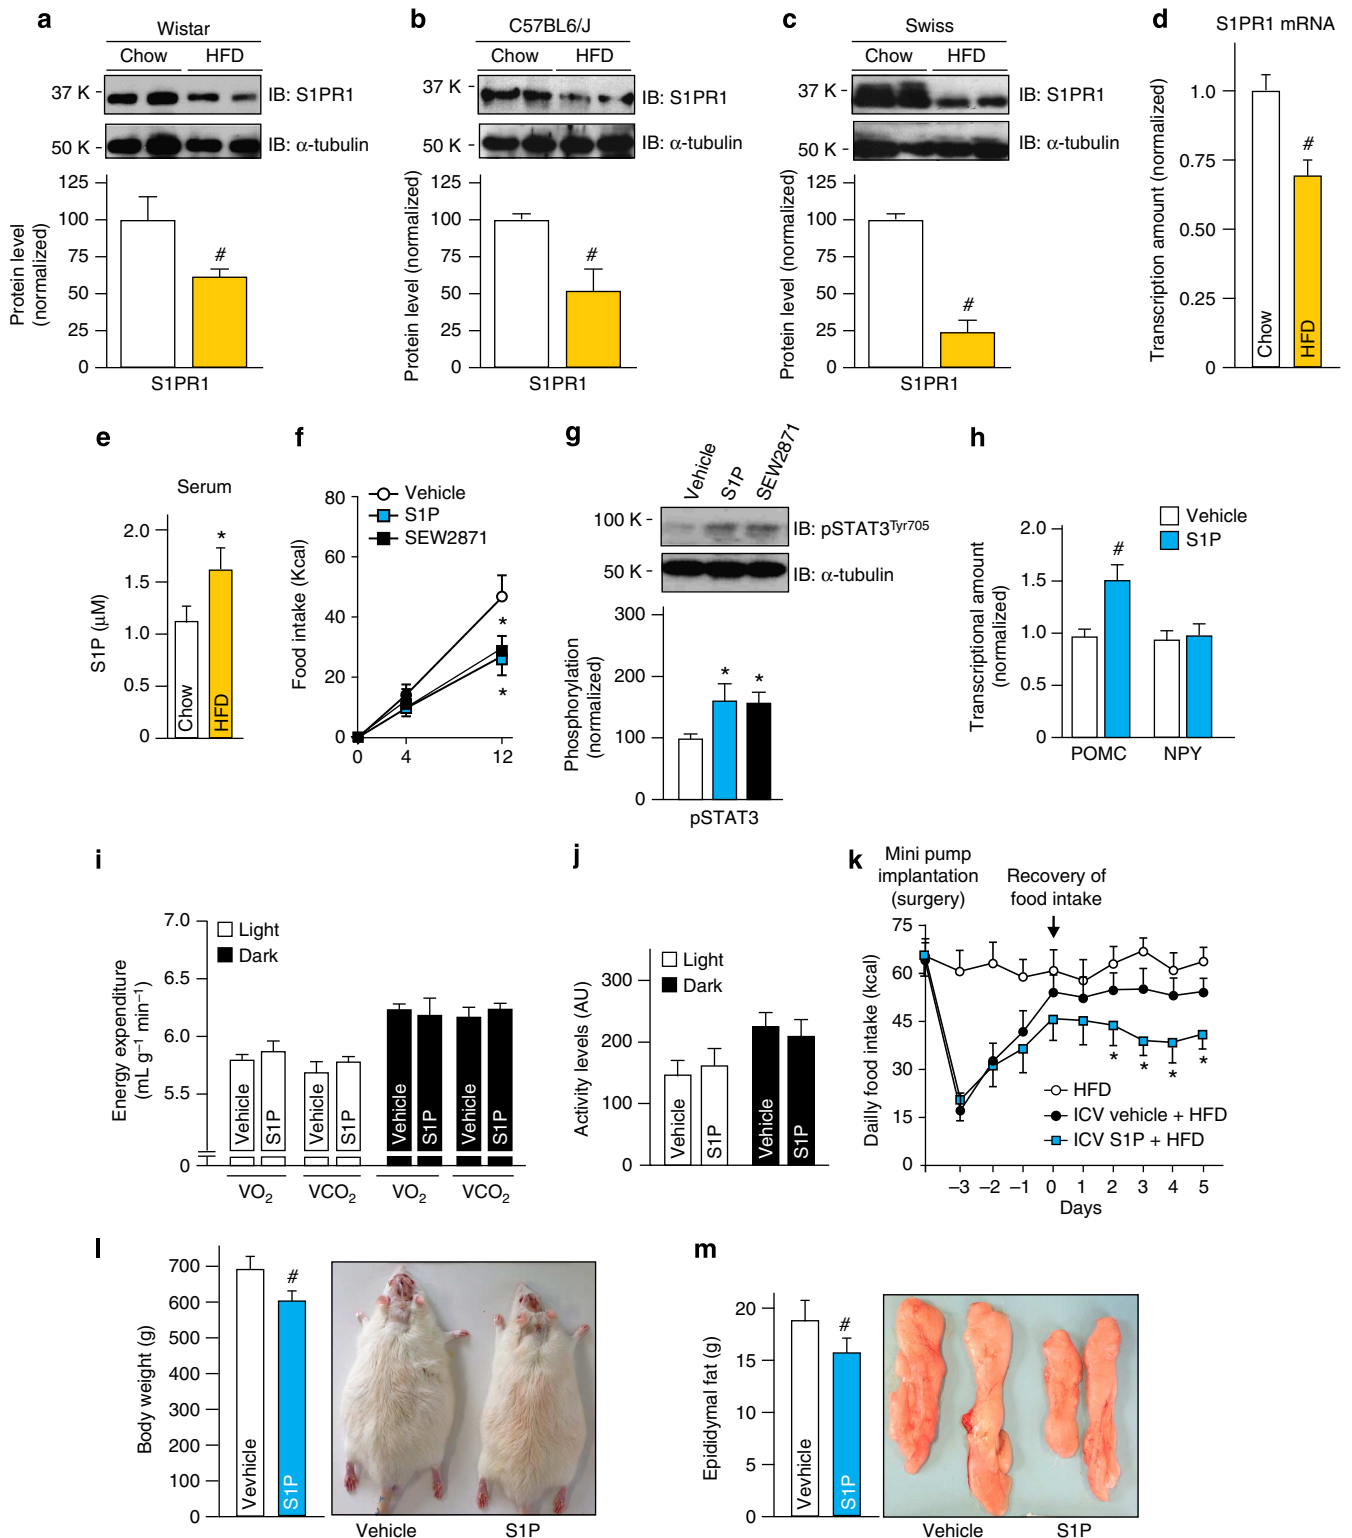 a
Wistar
Chow HFD
37 K
IB: S1PR1
50 K
IB: α-tubulin
Protein level
(normalized)
125
100
75
50
25
0
S1PR1
#
b
C57BL6/J
Chow HFD
37 K
IB: S1PR1
50 K
IB: α-tubulin
Protein level (normalized)
125
100
75
50
25
0
S1PR1
#
c
Swiss
Chow HFD
37 K
IB: S1PR1
50 K
IB: α-tubulin
Protein level (normalized)
125
100
75
50
25
0
S1PR1
#
d
S1PR1 mRNA
Transcription amount (normalized)
1.0
0.75
0.50
0.25
0
Chow
HFD
#
e
Serum
S1P (μM)
2.0
1.5
1.0
0.5
0
Chow
HFD
*
f
Food intake (Kcal)
80
60
40
20
0
0 4 12
Vehicle
S1P
SEW2871
*
*
g
Vehicle
S1P
SEW2871
100 K
IB: pSTAT3Tyr705
50 K
IB: α-tubulin
Phosphorylation
(normalized)
300
200
100
0
* *
pSTAT3
h
Vehicle
S1P
Transcriptional amount
(normalized)
2.0
1.5
1.0
0.5
0
#
POMC NPY
i
Light
Dark
Energy expenditure
(mL g−1 min−1)
7.0
6.5
6.0
5.5
0
Vehicle S1P Vehicle S1P Vehicle S1P Vehicle S1P
VO2 VCO2 VO2 VCO2
j
Light
Dark
Activity levels (AU)
300
200
100
0
Vehicle S1P Vehicle S1P
k
Mini pump
implantation
(surgery)
Recovery of
food intake
Dailly food intake (kcal)
75
60
45
30
15
0
* * * *
HFD
ICV vehicle + HFD
ICV S1P + HFD
−3 −2 −1 0 1 2 3 4 5
Days
l
Body weight (g)
700
600
500
400
300
200
100
0
Vevhicle
S1P
#
Vehicle S1P
m
Epididymal fat (g)
20
15
10
5
0
Vevhicle
S1P
#
Vehicle S1P